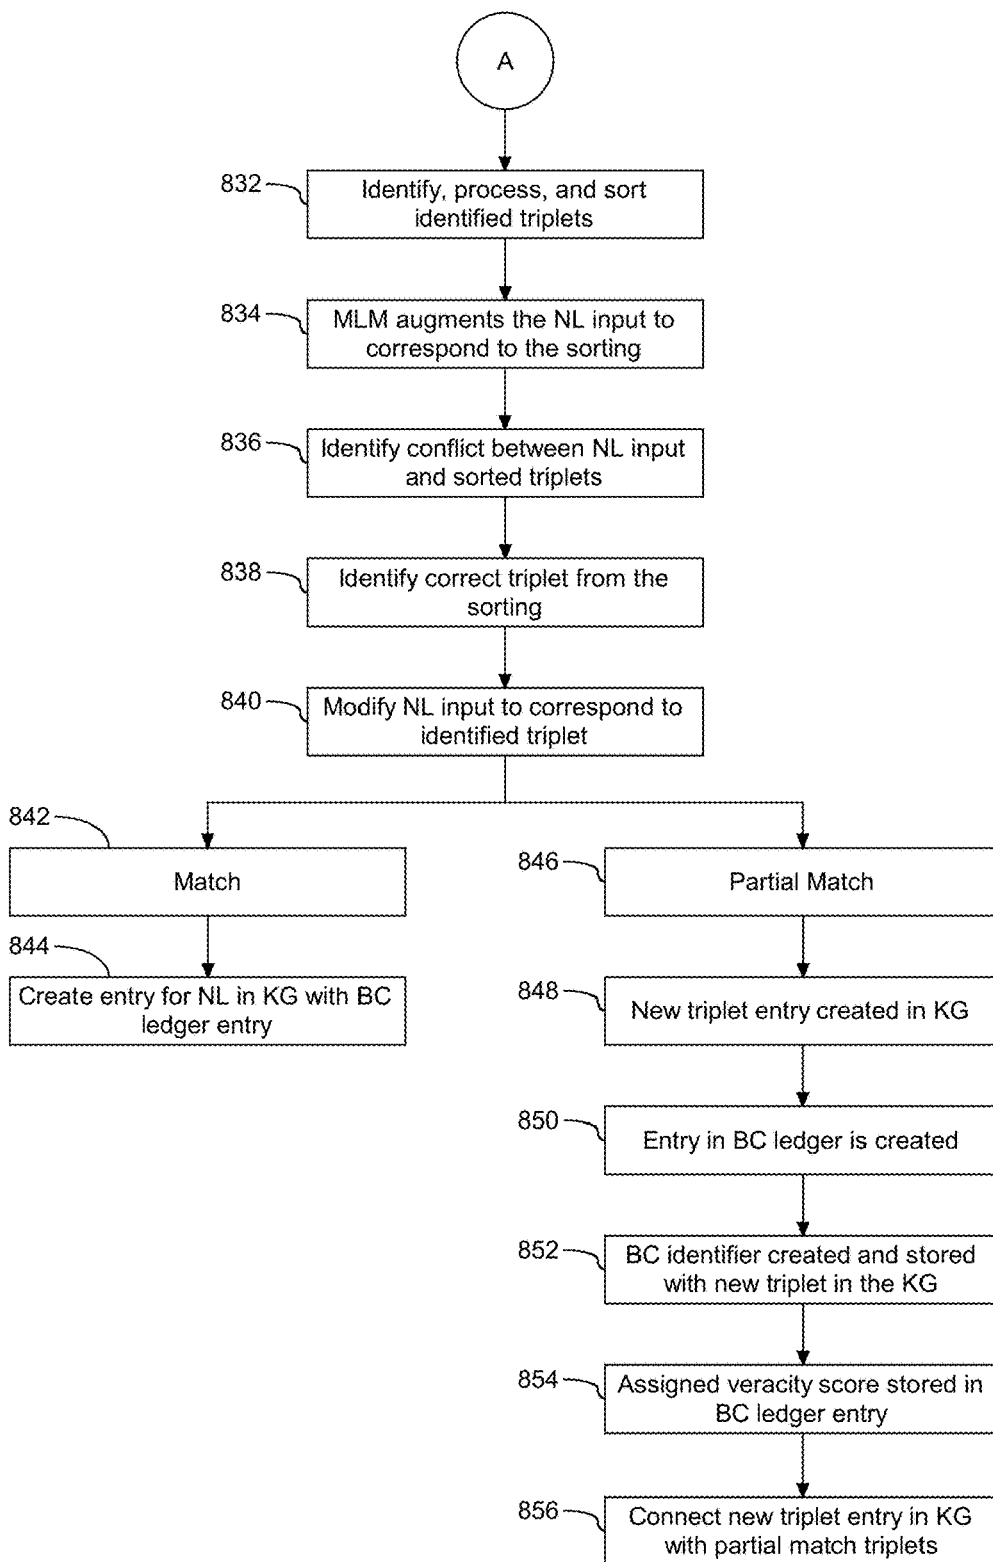 A
832
Identify, process, and sort
identified triplets
834
MLM augments the NL input to
correspond to the sorting
836
Identify conflict between NL input
and sorted triplets
838
Identify correct triplet from the
sorting
840
Modify NL input to correspond to
identified triplet
842
Match
844
Create entry for NL in KG with BC
ledger entry
846
Partial Match
848
New triplet entry created in KG
850
Entry in BC ledger is created
852
BC identifier created and stored
with new triplet in the KG
854
Assigned veracity score stored in
BC ledger entry
856
Connect new triplet entry in KG
with partial match triplets